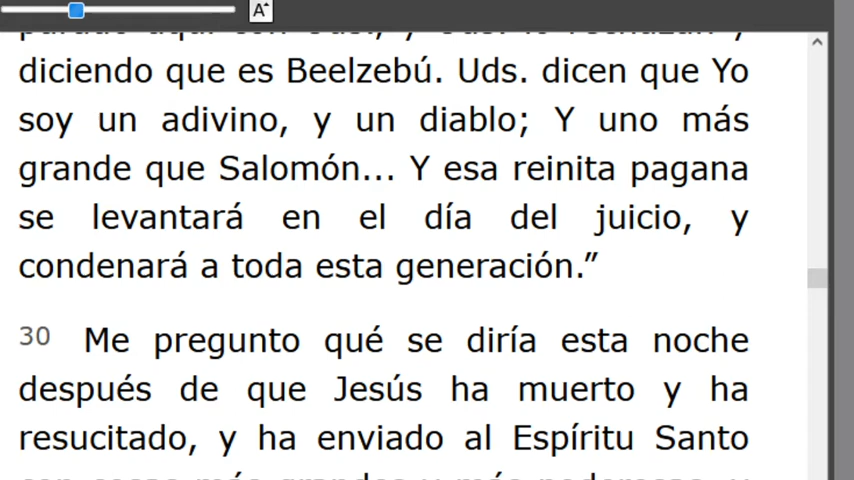 diciendo que es Beelzebú. Uds. dicen que Yo
soy un adivino, y un diablo; Y uno más
grande que Salomón... Y esa reinita pagana
se levantará en el día del juicio, y
condenará a toda esta generación.”
30 Me pregunto qué se diría esta noche
después de que Jesús ha muerto y ha
resucitado, y ha enviado al Espíritu Santo